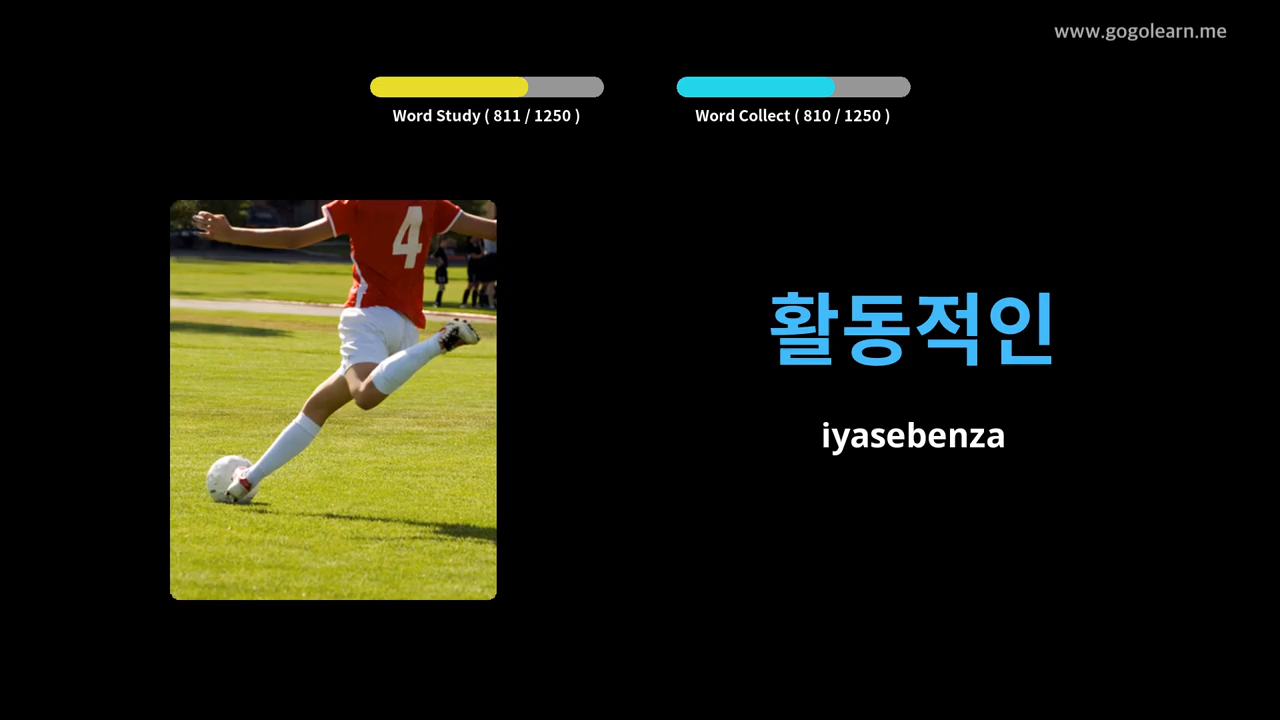 www.gogolearn.me
Word Study ( 811 / 1250 )
Word Collect ( 810 / 1250 )
4
활동적인
iyasebenza